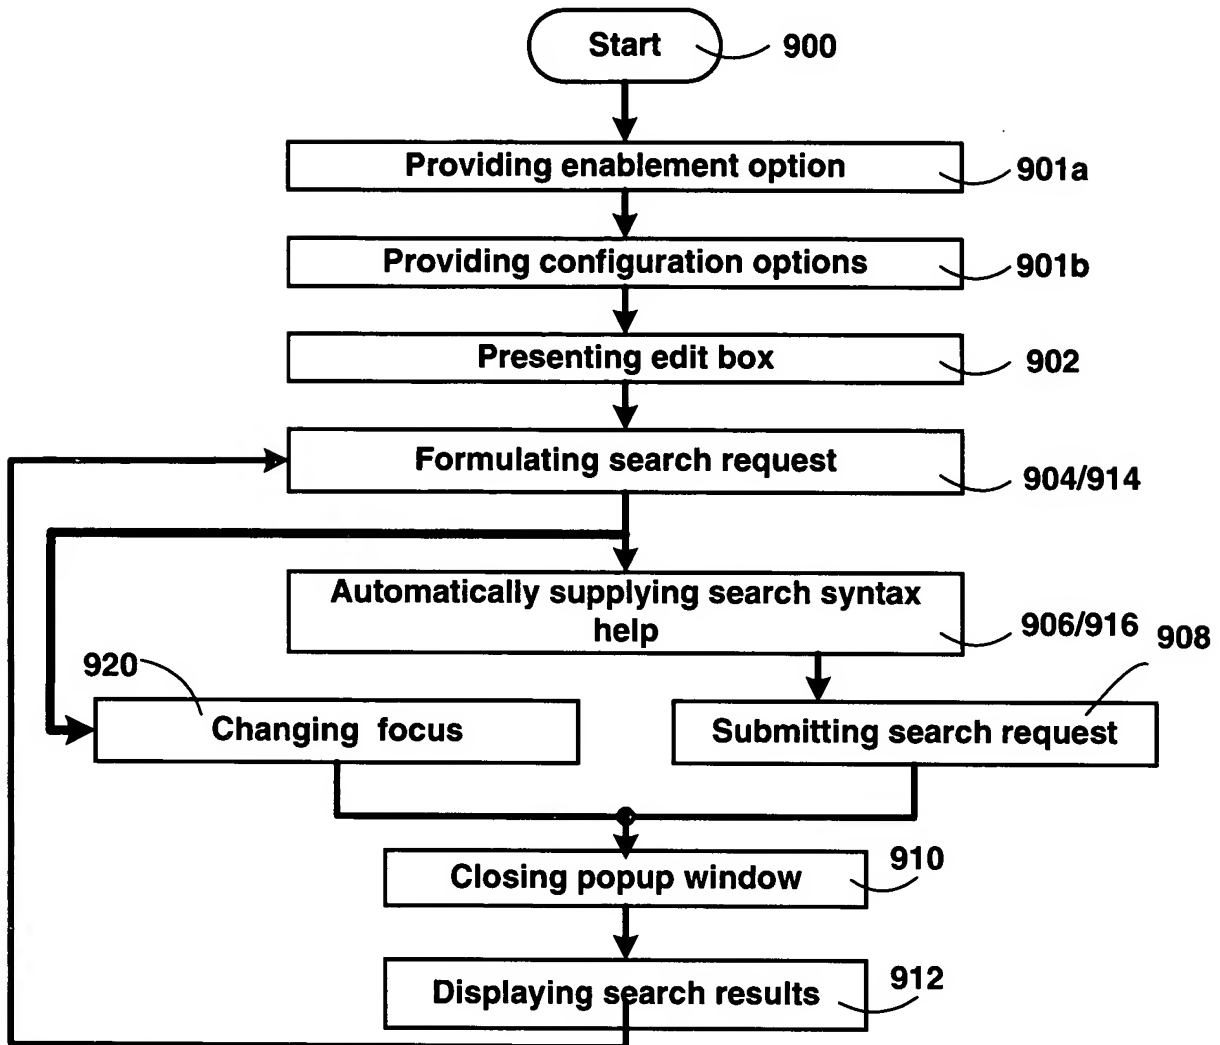 Start
900
Providing enablement option
901a
Providing configuration options
901b
Presenting edit box
902
Formulating search request
904/914
Automatically supplying search syntax
help
906/916
908
920
Changing focus
Submitting search request
910
Closing popup window
912
Displaying search results